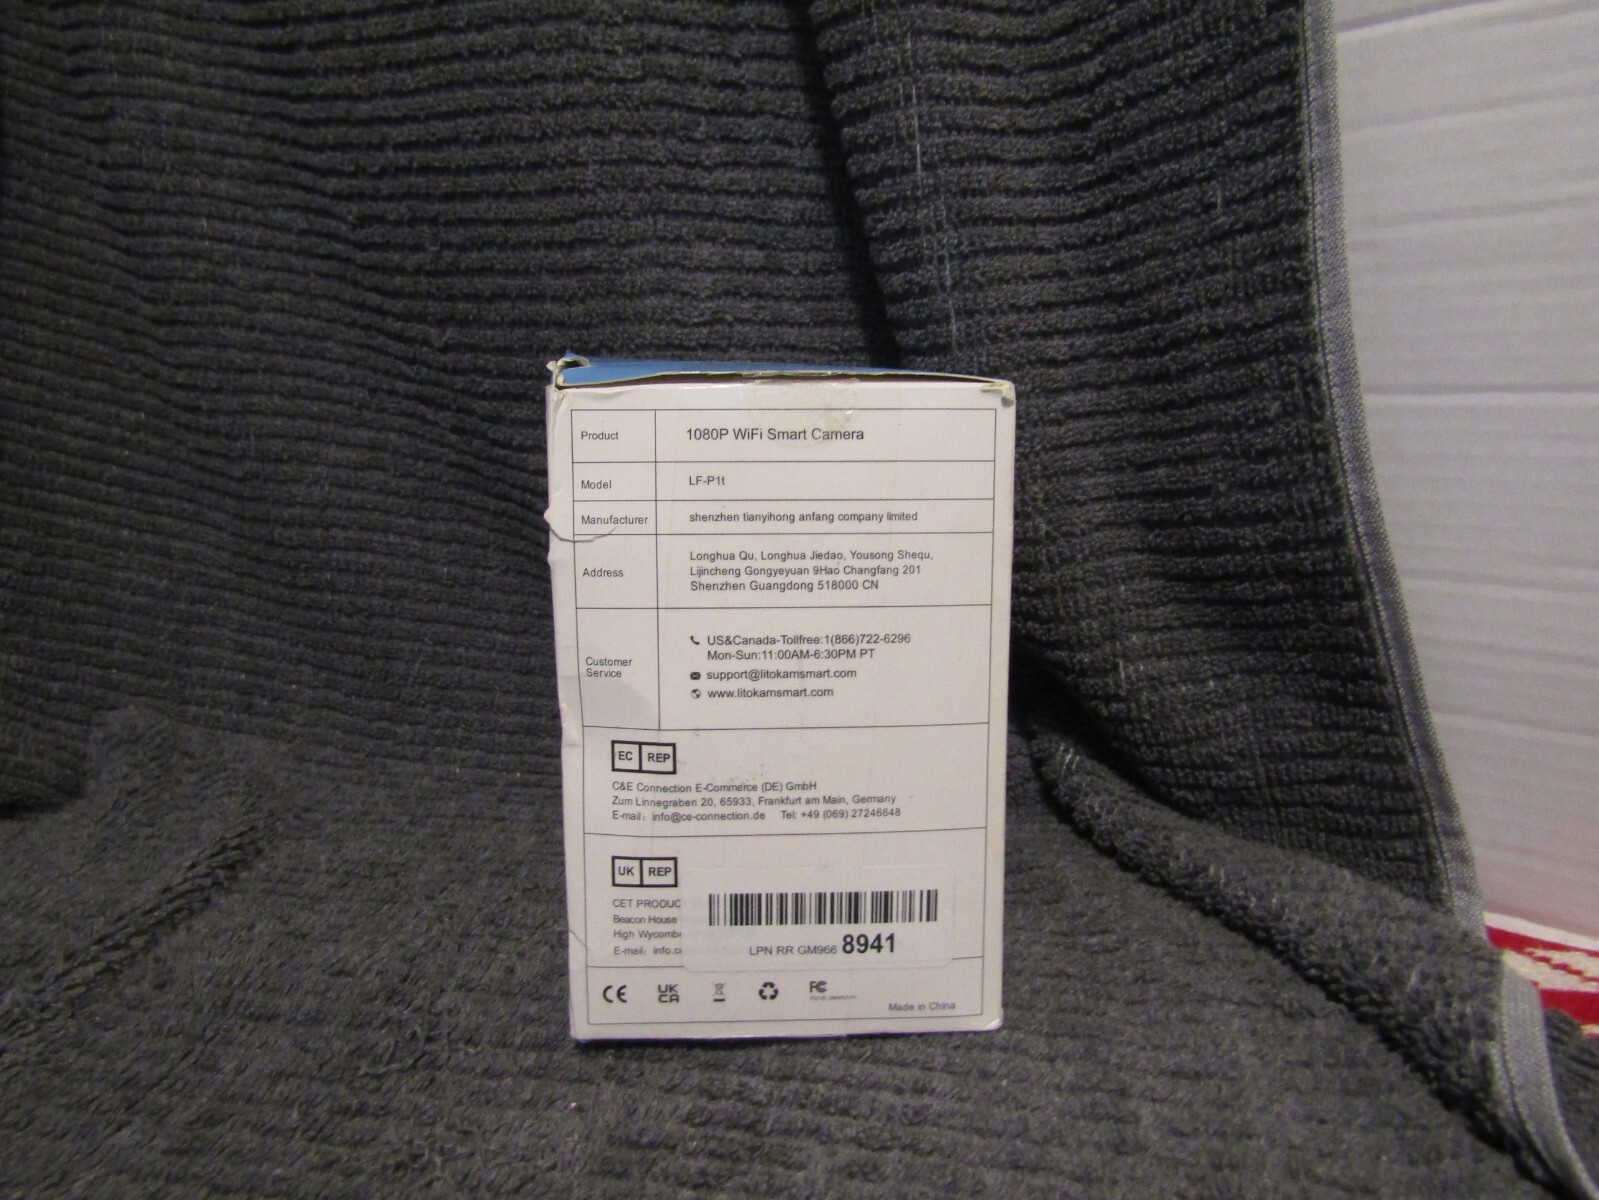 Product 1080P WiFi Smart Camera
Model LF-P1t
Manufacturer shenzhen tianyihong anfang company limited
Address
Longhua Qu, Longhua Jiedao, Yousong Shequ,
Lijincheng Gongyeyuan 9Hao Changfang 201
Shenzhen Guangdong 518000 CN
Customer
Service
US&Canada-Tollfree:1(866)722-6296
Mon-Sun:11:00AM-6:30PM PT
support@litokamsmart.com
www.litokamsmart.com
EC REP
C&E Connection E-Commerce (DE) GmbH
Zum Linnegraben 20, 65933, Frankfurt am Main, Germany
E-mail: info@ce-connection.de Tel: +49 (069) 27246648
UK REP
CET PRODUC
Beacon House
High Wycomb
E-mail: info.c
LPN RR GM966 8941
CE UK CA FC
Made in China